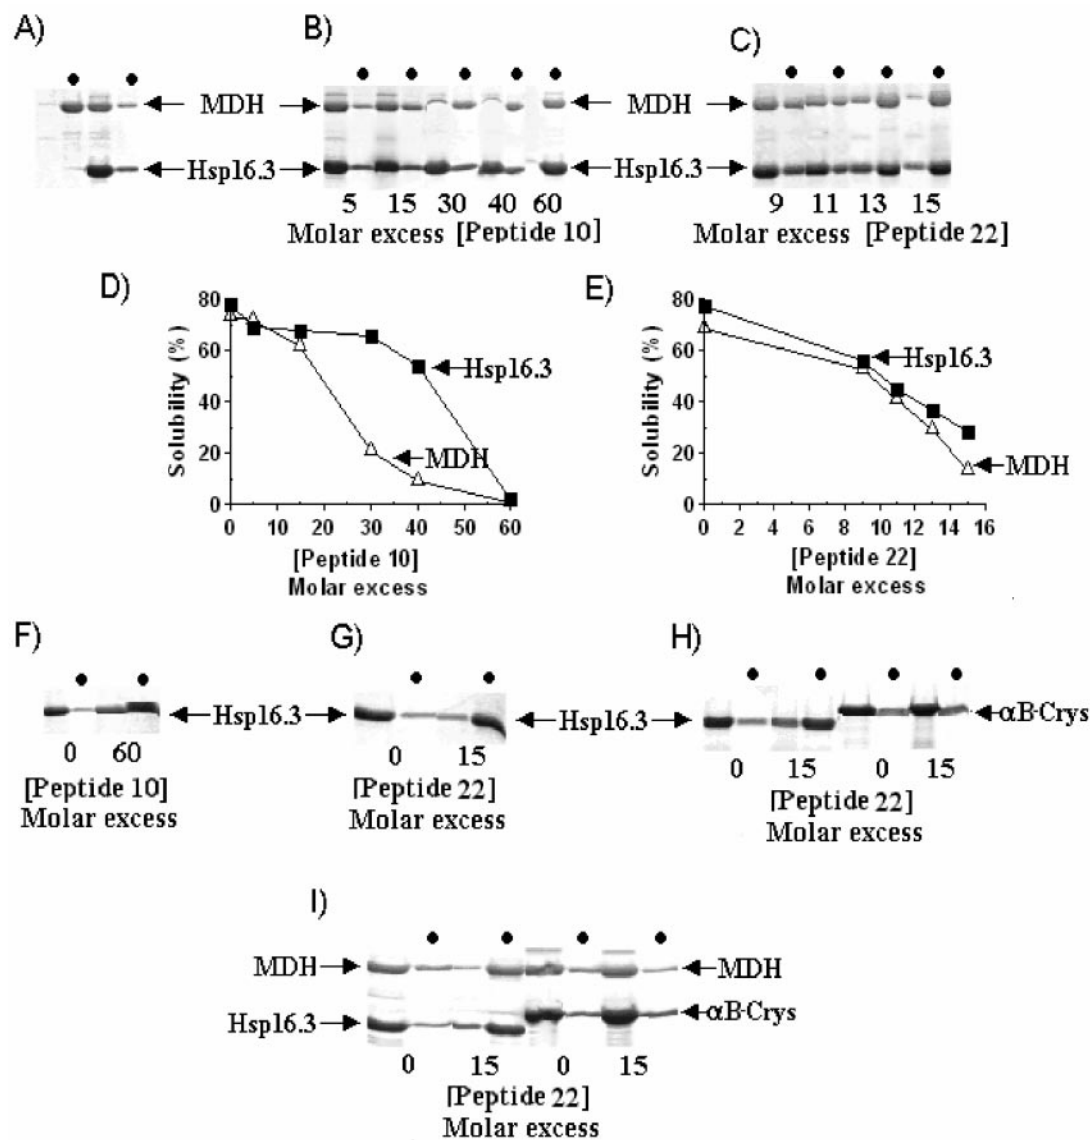 A)
B)
C)
MDH
Hsp16.3
5 15 30 40 60
Molar excess [Peptide 10]
9 11 13 15
Molar excess [Peptide 22]
D)
80
60
40
20
0
Solubility (%)
Hsp16.3
MDH
0 10 20 30 40 50 60
[Peptide 10]
Molar excess
E)
80
60
40
20
0
Solubility (%)
Hsp16.3
MDH
0 2 4 6 8 10 12 14 16
[Peptide 22]
Molar excess
F)
0 60
[Peptide 10]
Molar excess
Hsp16.3
G)
0 15
[Peptide 22]
Molar excess
Hsp16.3
H)
αB-Crys
0 15 0 15
[Peptide 22]
Molar excess
I)
MDH
MDH
Hsp16.3
αB-Crys
0 15 0 15
[Peptide 22]
Molar excess